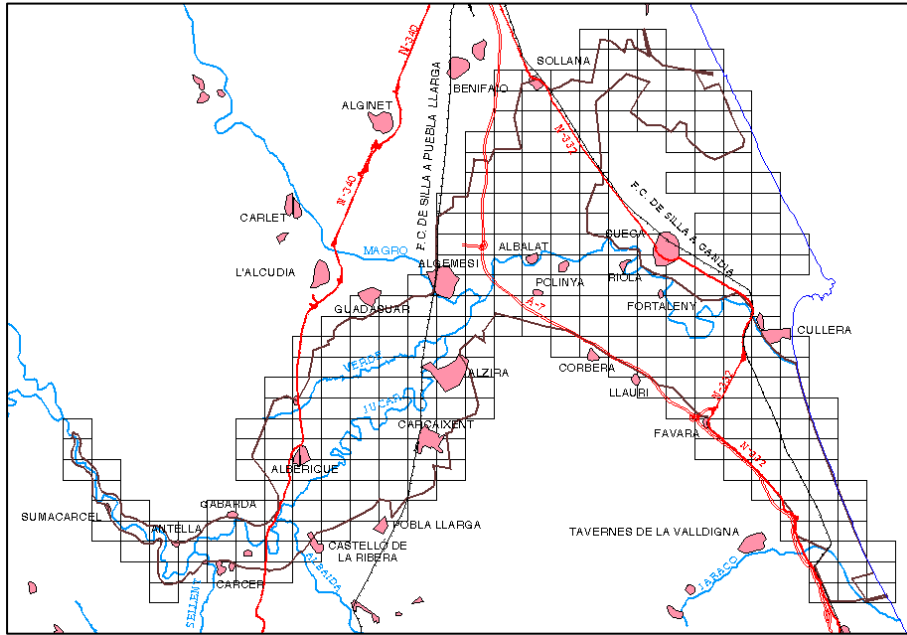 N-340
SOLLANA
BENIFAIO
ALGINET
F.C. DE SILLA A PUEBLA LLARGA
N-332
N-340
F.C. DE SILLA A GANDIA
CARLET
SUECA
MAGRO
ALBALAT
ALGEMESI
L'ALCUDIA
POLINYA
RIOLA
FORTALENY
GUADASUAR
A-7
CULLERA
VERDE
CORBERA
ALZIRA
LLAURI
JUCAR
N-332
CARCAIXENT
FAVARA
ALBERIQUE
N-332
GABARDA
SUMACARCEL
ANTELLA
POBLA LLARGA
TAVERNES DE LA VALLDIGNA
CASTELLO DE
LA RIBERA
CARCER
ALBAIDA
JARACO
SELLENT